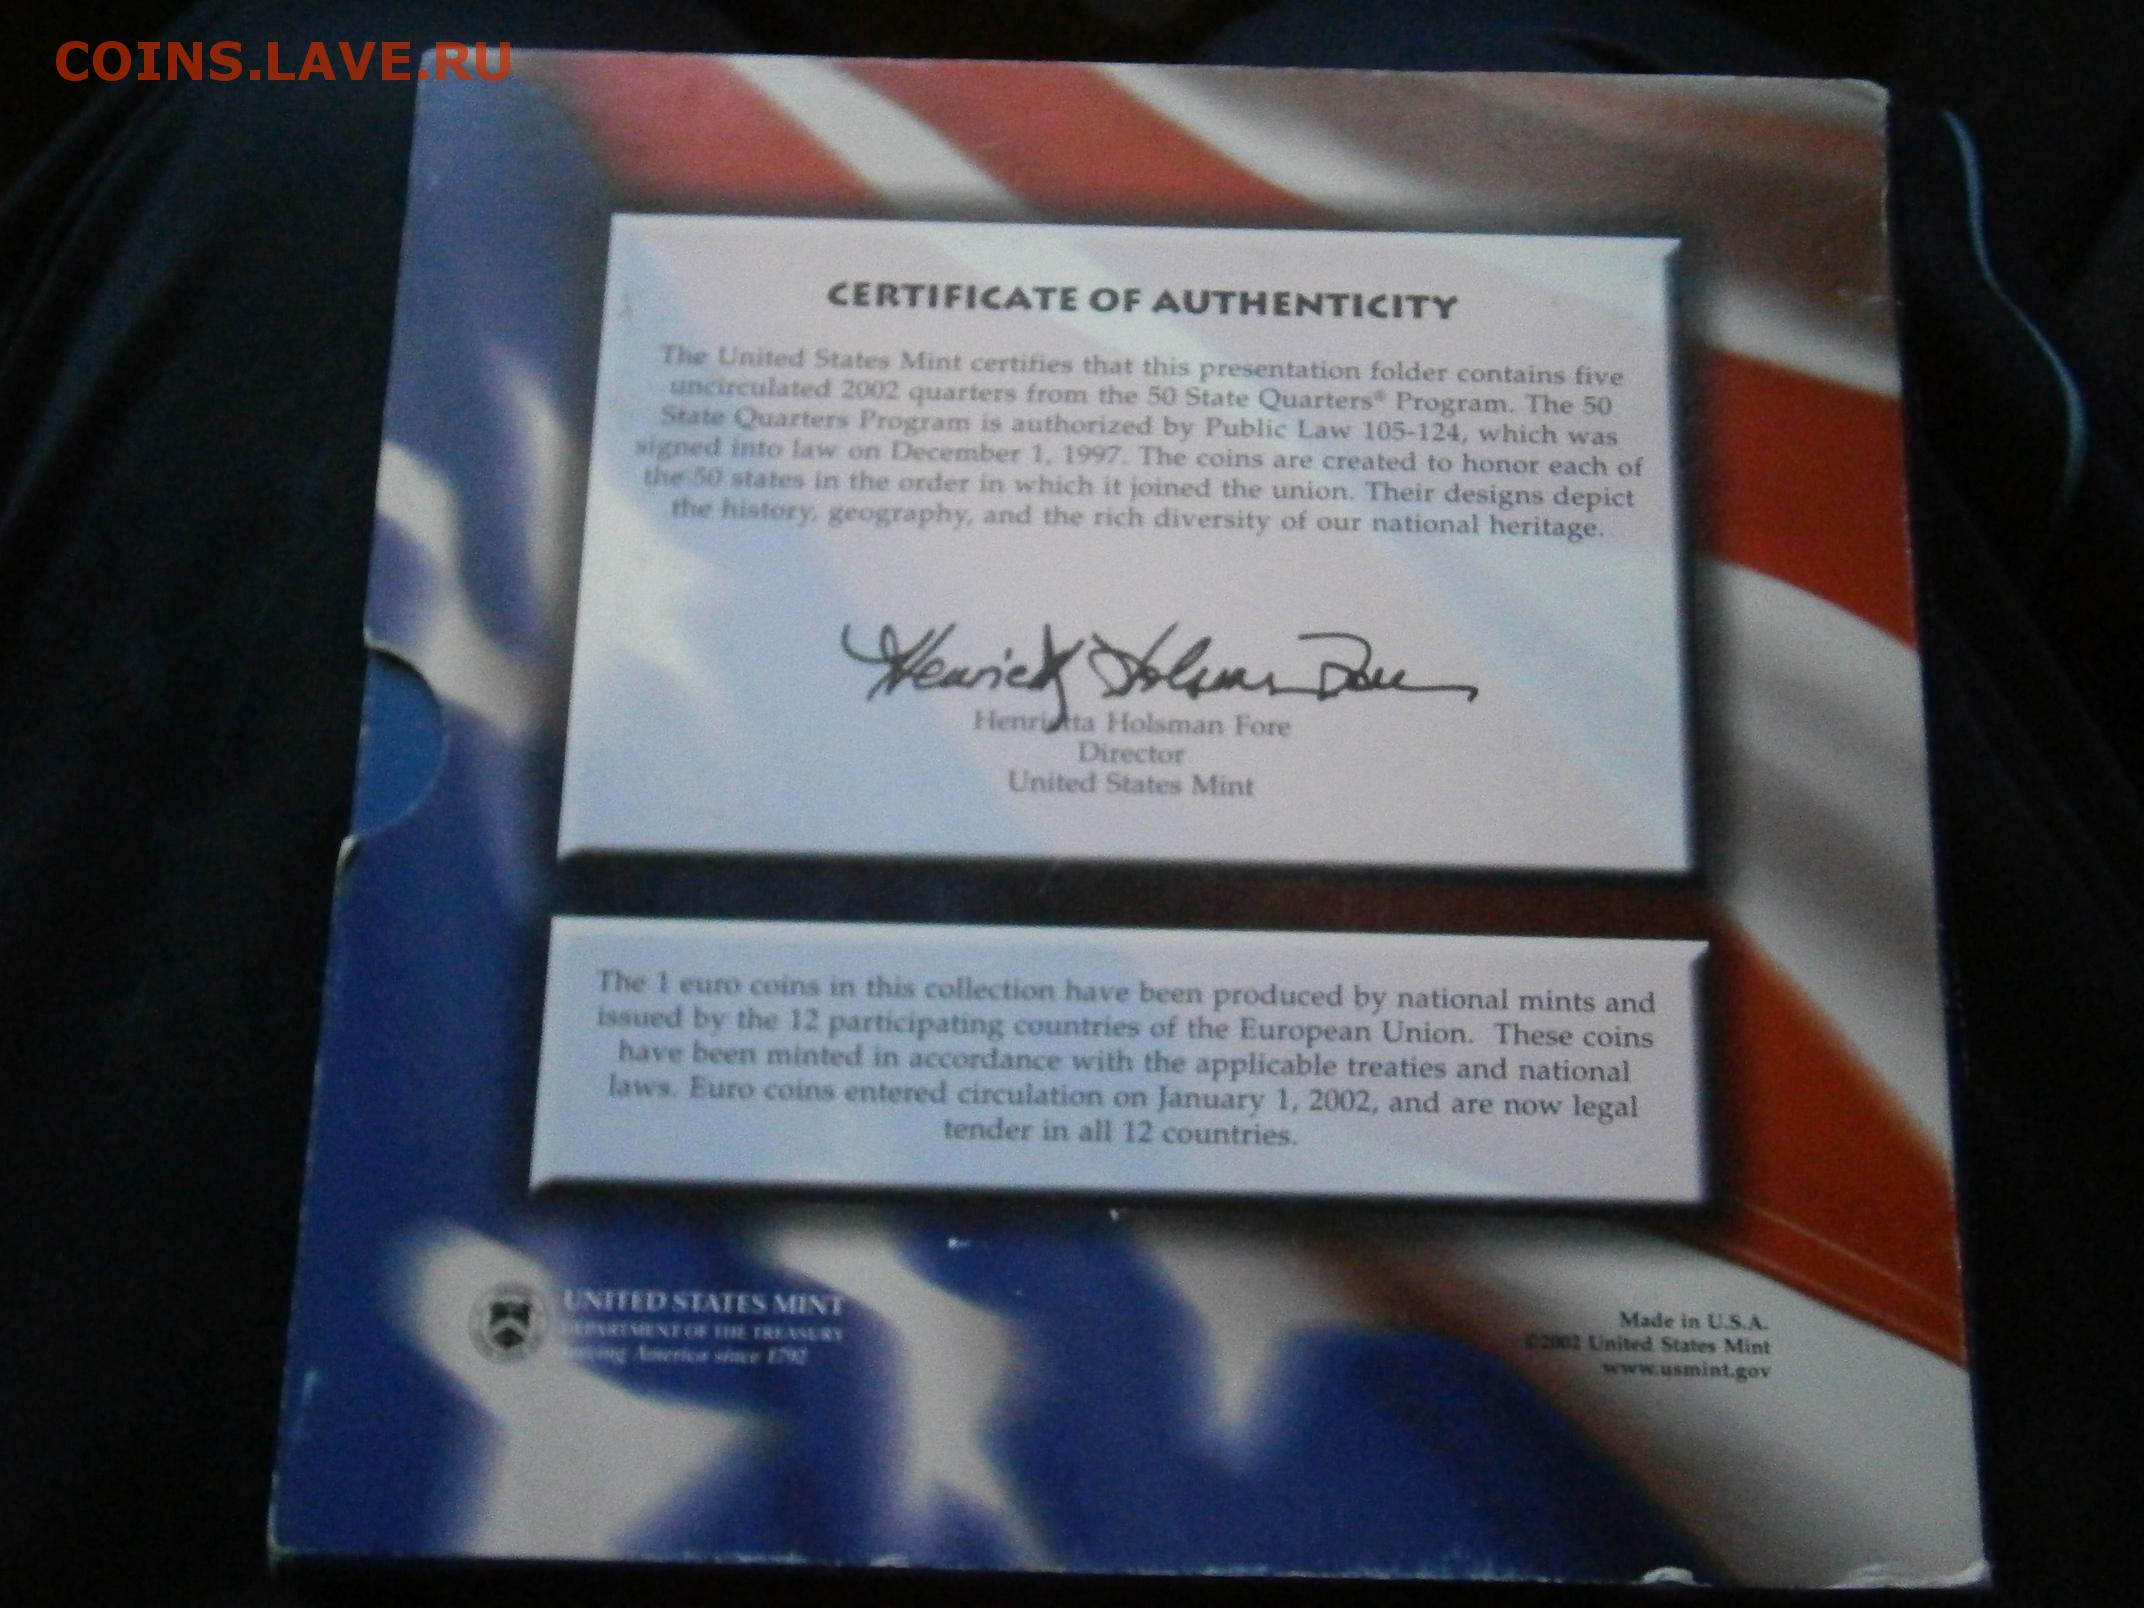 COINS.LAVE.RU
CERTIFICATE OF AUTHENTICITY
The United States Mint certifies that this presentation folder contains five
uncirculated 2002 quarters from the 50 State Quarters® Program. The 50
State Quarters Program is authorized by Public Law 105-124, which was
signed into law on December 1, 1997. The coins are created to honor each of
the 50 states in the order in which it joined the union. Their designs depict
the history, geography, and the rich diversity of our national heritage.
Henrietta Holsman Fore
Henrietta Holsman Fore
Director
United States Mint
The 1 euro coins in this collection have been produced by national mints and
issued by the 12 participating countries of the European Union. These coins
have been minted in accordance with the applicable treaties and national
laws. Euro coins entered circulation on January 1, 2002, and are now legal
tender in all 12 countries.
UNITED STATES MINT
DEPARTMENT OF THE TREASURY
Serving America since 1792
Made in U.S.A.
©2002 United States Mint
www.usmint.gov